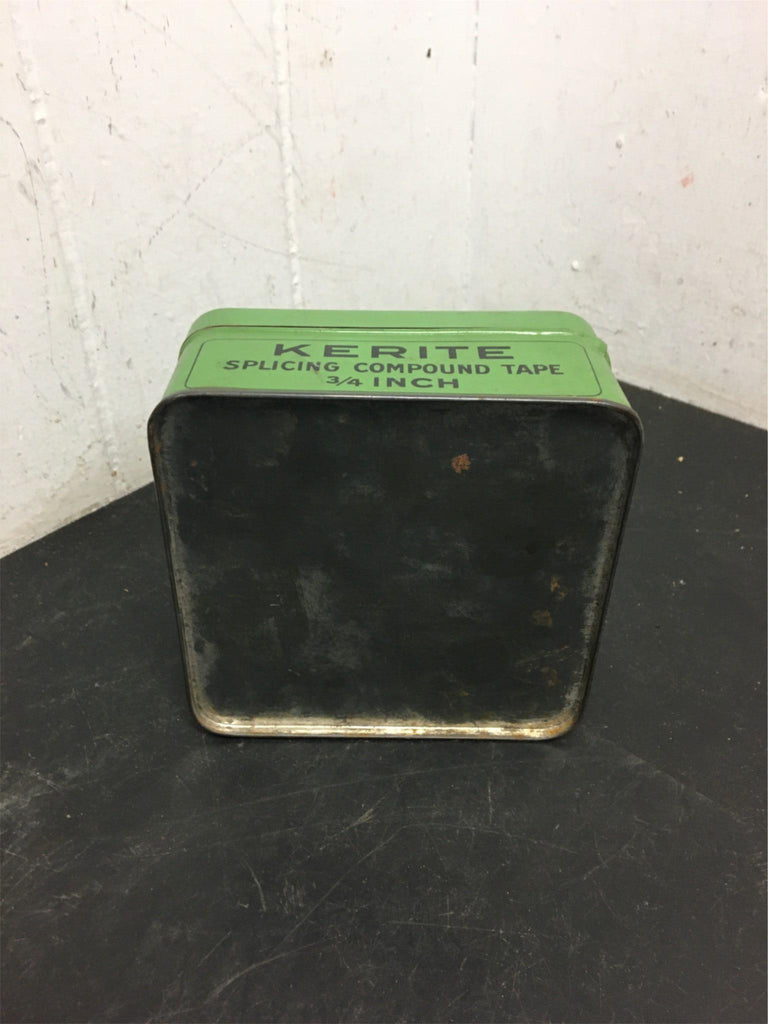 KERITE
SPLICING COMPOUND TAPE
3/4 INCH